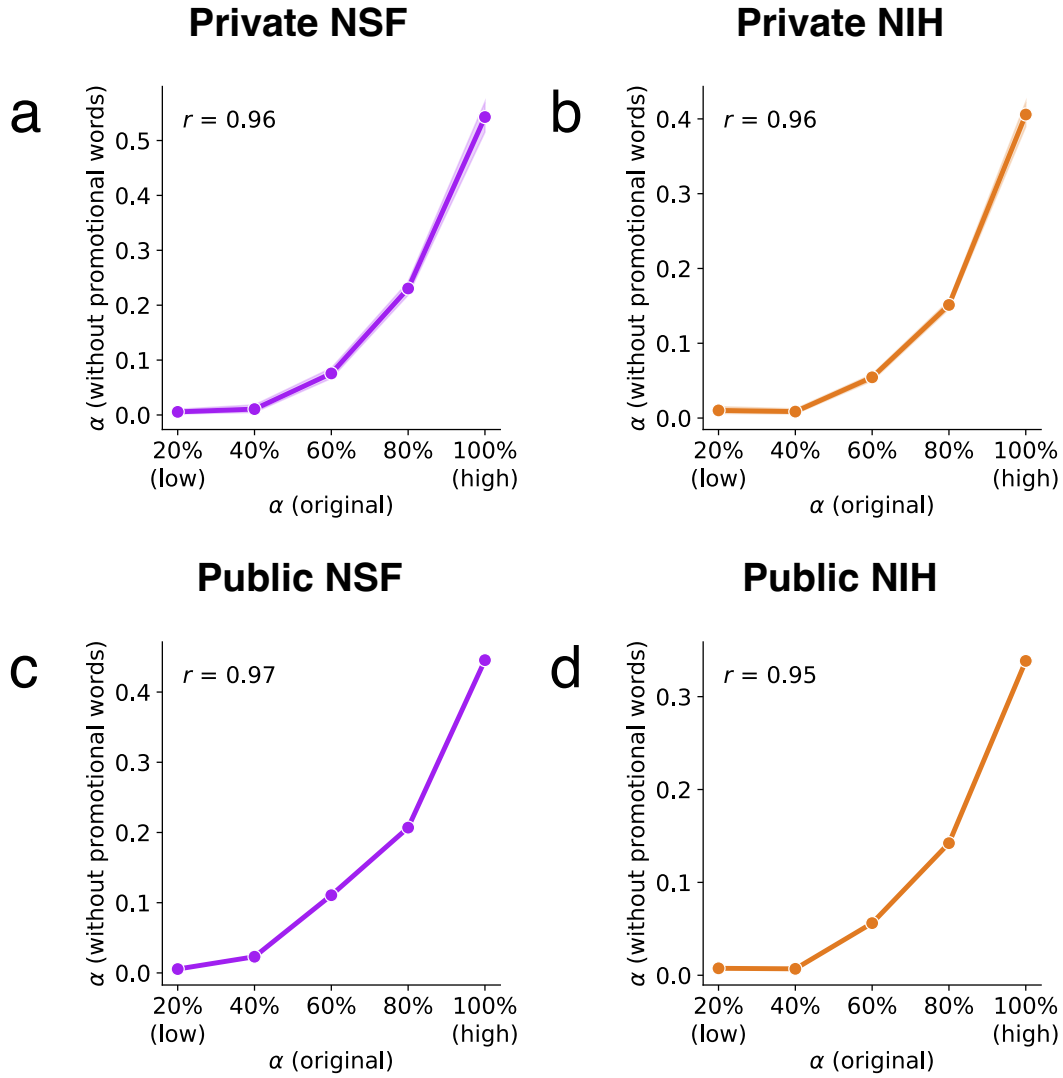 Private NSF
a
α (without promotional words)
r = 0.96
0.5
0.4
0.3
0.2
0.1
0.0
20% 40% 60% 80% 100%
(low) (high)
α (original)
Private NIH
b
α (without promotional words)
r = 0.96
0.4
0.3
0.2
0.1
0.0
20% 40% 60% 80% 100%
(low) (high)
α (original)
Public NSF
c
α (without promotional words)
r = 0.97
0.4
0.3
0.2
0.1
0.0
20% 40% 60% 80% 100%
(low) (high)
α (original)
Public NIH
d
α (without promotional words)
r = 0.95
0.3
0.2
0.1
0.0
20% 40% 60% 80% 100%
(low) (high)
α (original)